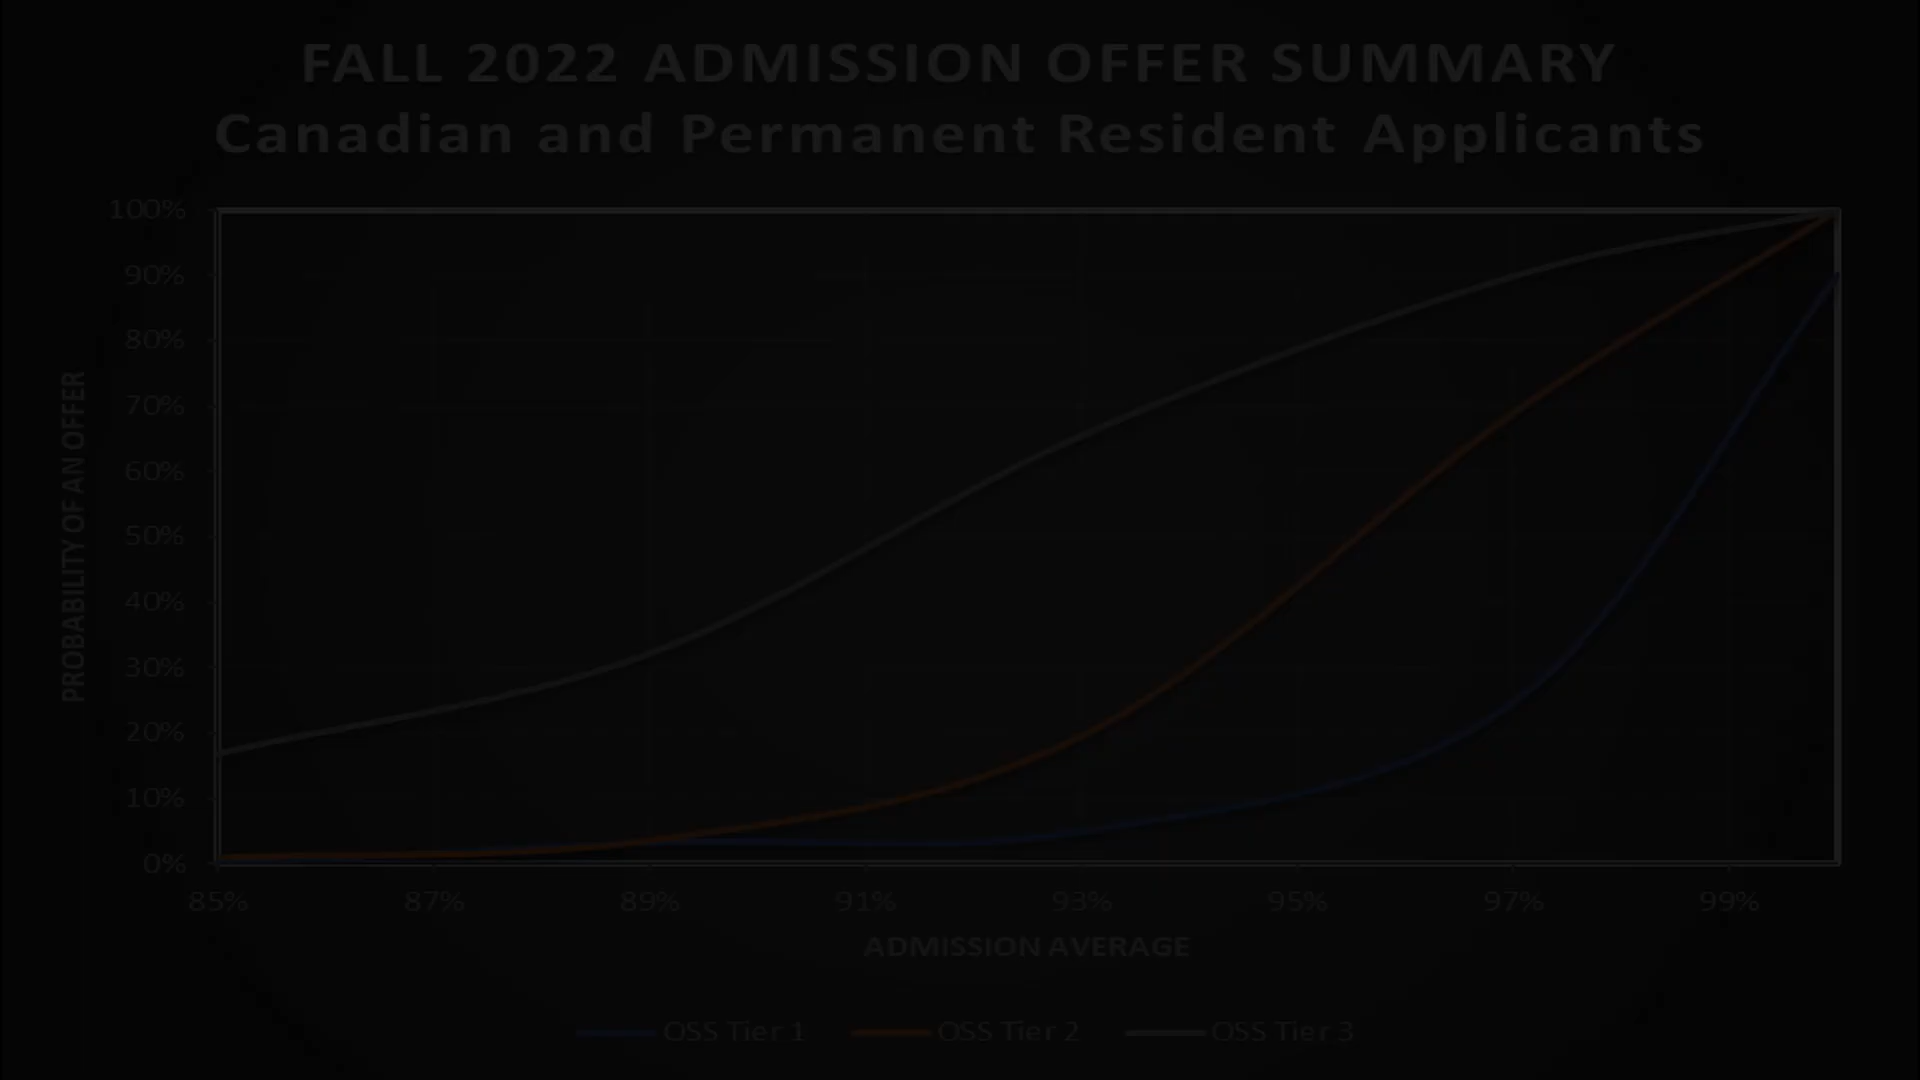 FALL 2022 ADMISSION OFFER SUMMARY
Canadian and Permanent Resident Applicants
100%
90%
80%
70%
60%
50%
40%
30%
20%
10%
0%
PROBABILITY OF AN OFFER
85% 87% 89% 91% 93% 95% 97% 99%
ADMISSION AVERAGE
OSS Tier 1 OSS Tier 2 OSS Tier 3